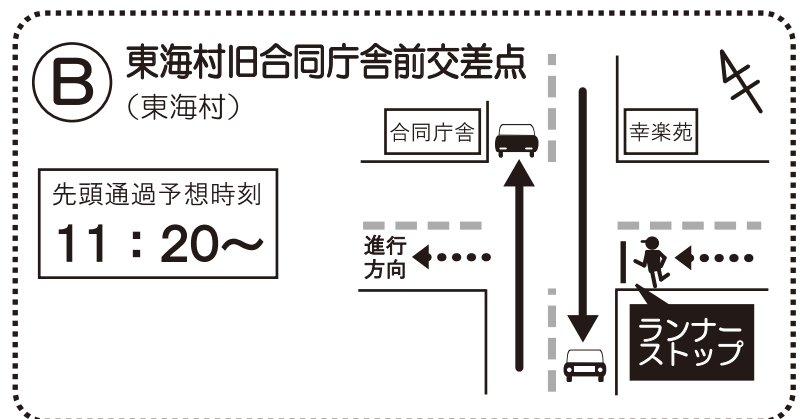 B
東海村旧合同庁舎前交差点
（東海村）
先頭通過予想時刻
11：20〜
合同庁舎
幸楽苑
進行
方向
ランナー
ストップ